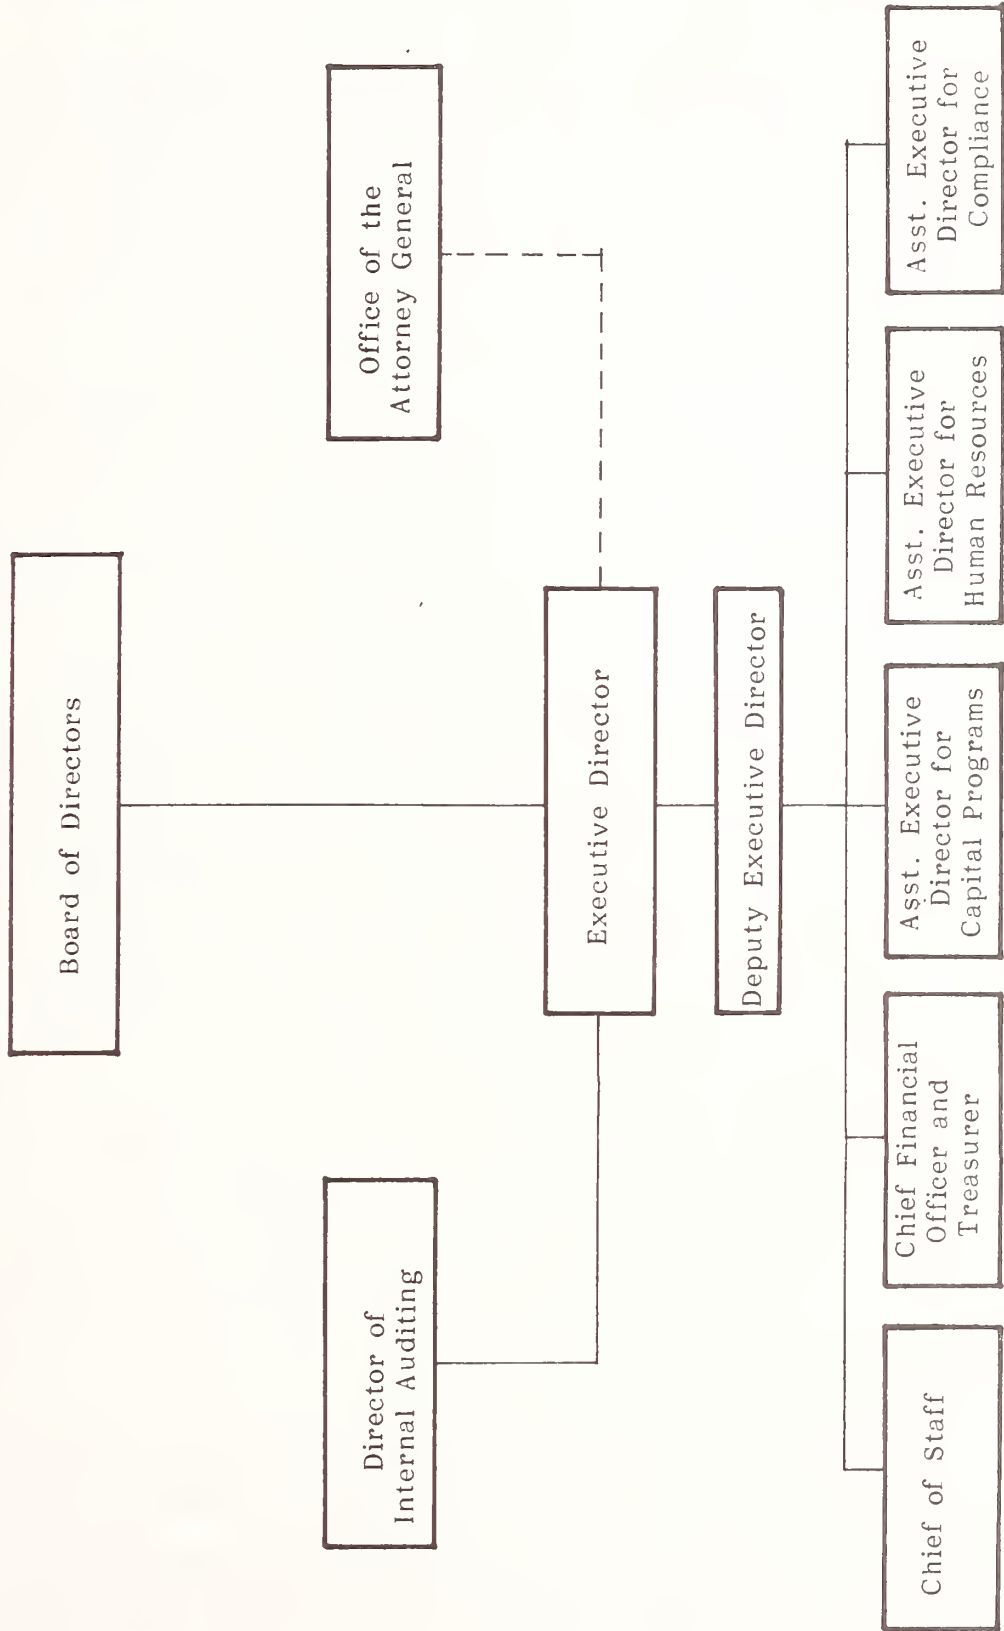 Board of Directors
Director of
Internal Auditing
Office of the
Attorney General
Executive Director
Deputy Executive Director
Chief of Staff
Chief Financial
Officer and
Treasurer
Asst. Executive
Director for
Capital Programs
Asst. Executive
Director for
Human Resources
Asst. Executive
Director for
Compliance